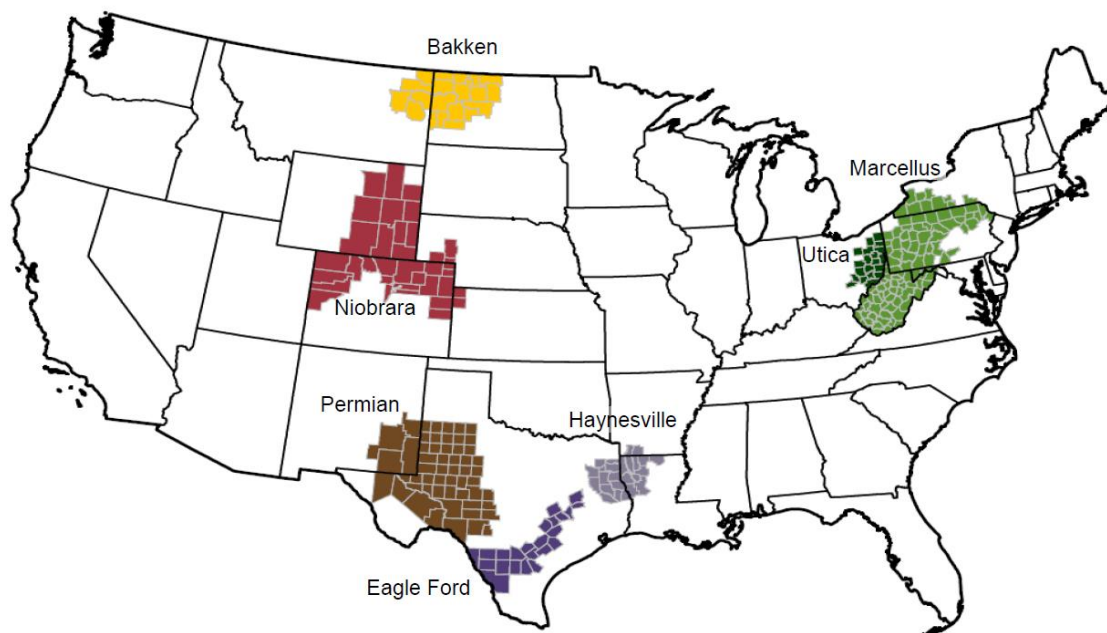 Bakken
Marcellus
Utica
Niobrara
Permian
Haynesville
Eagle Ford